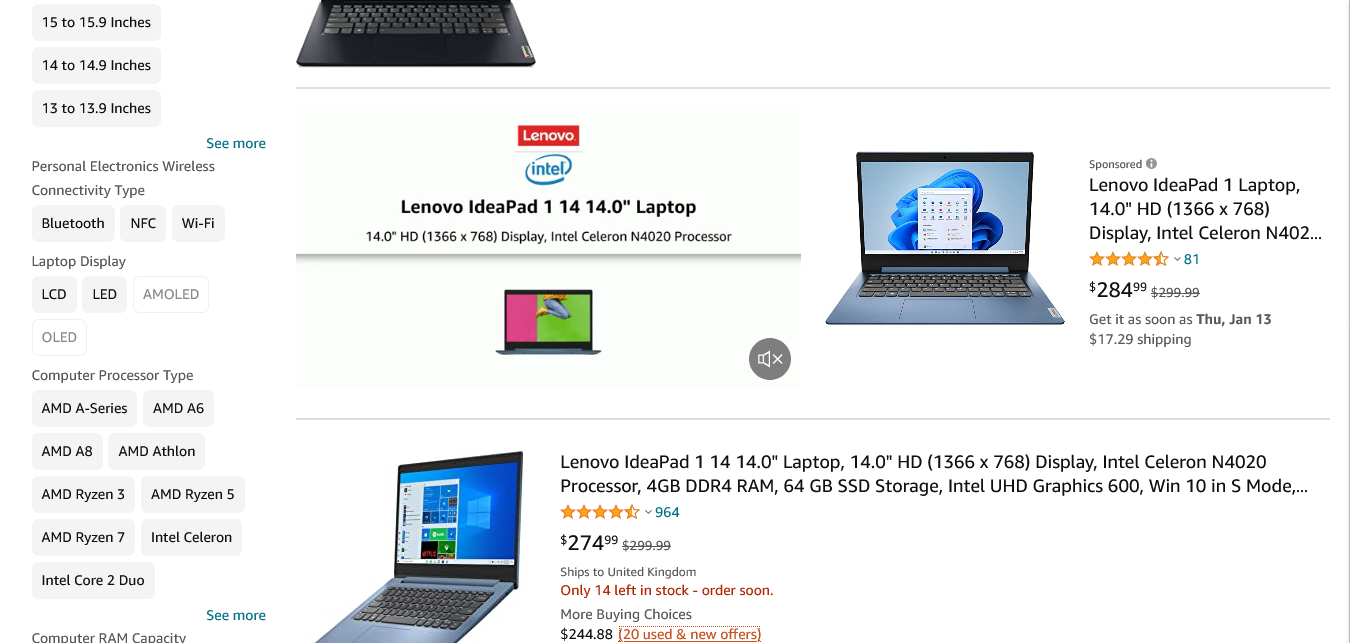 15 to 15.9 Inches
14 to 14.9 Inches
13 to 13.9 Inches
See more
Personal Electronics Wireless
Connectivity Type
Bluetooth NFC Wi-Fi
Laptop Display
LCD LED AMOLED
OLED
Computer Processor Type
AMD A-Series AMD A6
AMD A8 AMD Athlon
AMD Ryzen 3 AMD Ryzen 5
AMD Ryzen 7 Intel Celeron
Intel Core 2 Duo
See more
Computer RAM Capacity
Lenovo
intel
Lenovo IdeaPad 1 14 14.0" Laptop
14.0" HD (1366 x 768) Display, Intel Celeron N4020 Processor
Sponsored
Lenovo IdeaPad 1 Laptop,
14.0" HD (1366 x 768)
Display, Intel Celeron N402...
81
$284.99 $299.99
Get it as soon as Thu, Jan 13
$17.29 shipping
Lenovo IdeaPad 1 14 14.0" Laptop, 14.0" HD (1366 x 768) Display, Intel Celeron N4020
Processor, 4GB DDR4 RAM, 64 GB SSD Storage, Intel UHD Graphics 600, Win 10 in S Mode,...
964
$274.99 $299.99
Ships to United Kingdom
Only 14 left in stock - order soon.
More Buying Choices
$244.88 (20 used & new offers)